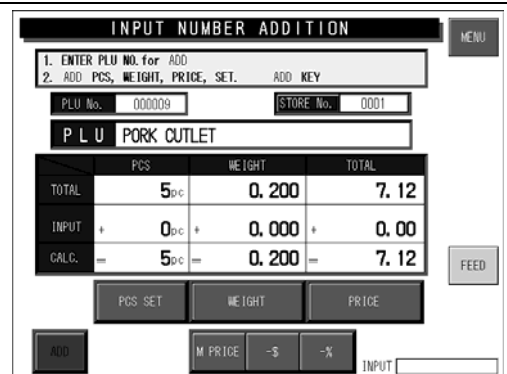 INPUT NUMBER ADDITION
MENU
1. ENTER PLU NO. for ADD
2. ADD PCS, WEIGHT, PRICE, SET. ADD KEY
PLU No. 000009 STORE No. 0001
PLU PORK CUTLET
PCS WEIGHT TOTAL
TOTAL 5pc 0.200 7.12
INPUT + 0pc + 0.000 + 0.00
CALC. = 5pc = 0.200 = 7.12
FEED
PCS SET WEIGHT PRICE
ADD M PRICE -$ -% INPUT